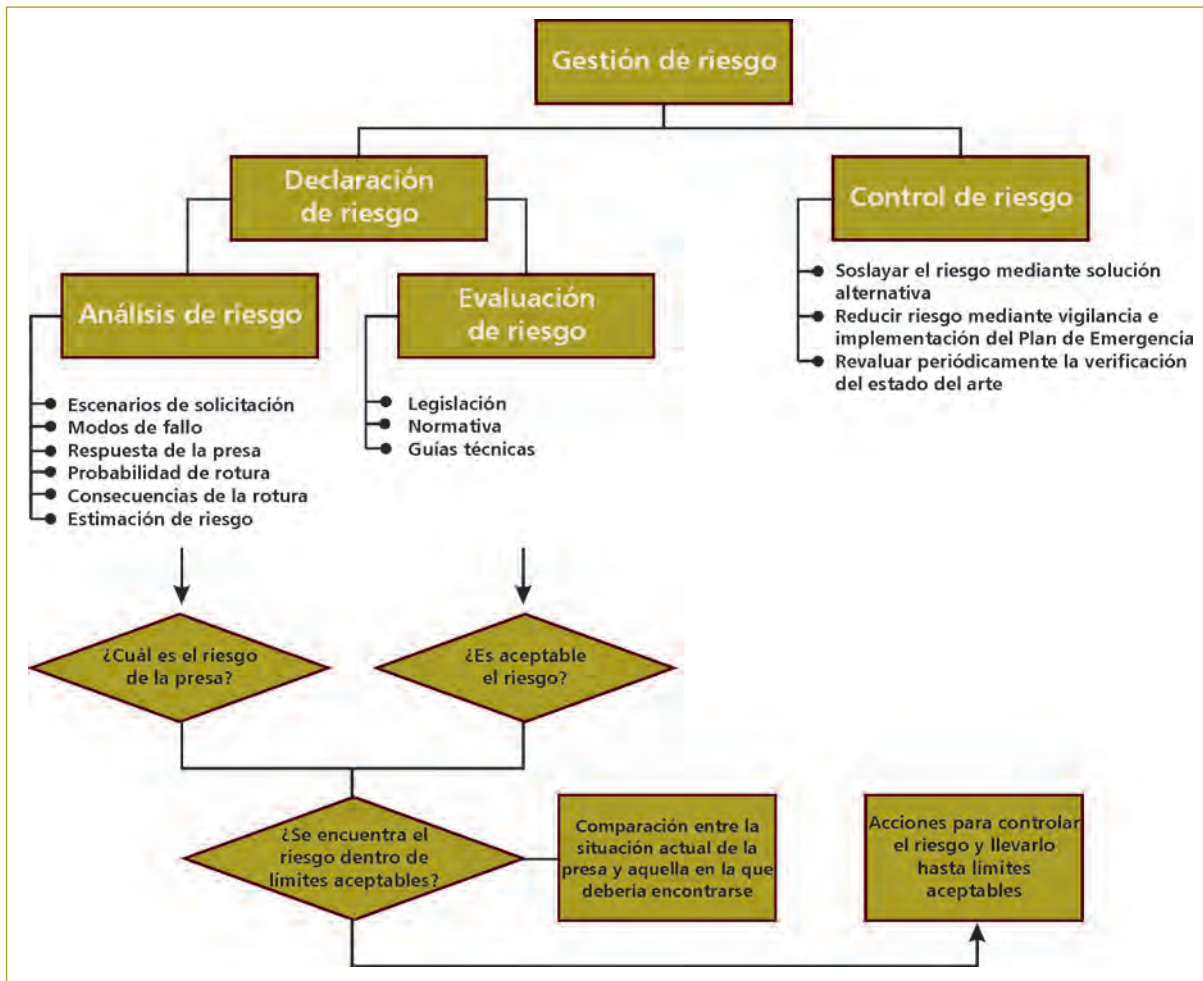 Gestión de riesgo
Declaración
de riesgo
Control de riesgo
Análisis de riesgo
Evaluación
de riesgo
Soslayar el riesgo mediante solución
alternativa
Reducir riesgo mediante vigilancia e
implementación del Plan de Emergencia
Revaluar periódicamente la verificación
del estado del arte
Escenarios de solicitación
Modos de fallo
Respuesta de la presa
Probabilidad de rotura
Consecuencias de la rotura
Estimación de riesgo
Legislación
Normativa
Guías técnicas
¿Cuál es el riesgo
de la presa?
¿Es aceptable
el riesgo?
¿Se encuentra el
riesgo dentro de
límites aceptables?
Comparación entre la
situación actual de la
presa y aquella en la que
debería encontrarse
Acciones para controlar
el riesgo y llevarlo
hasta límites
aceptables